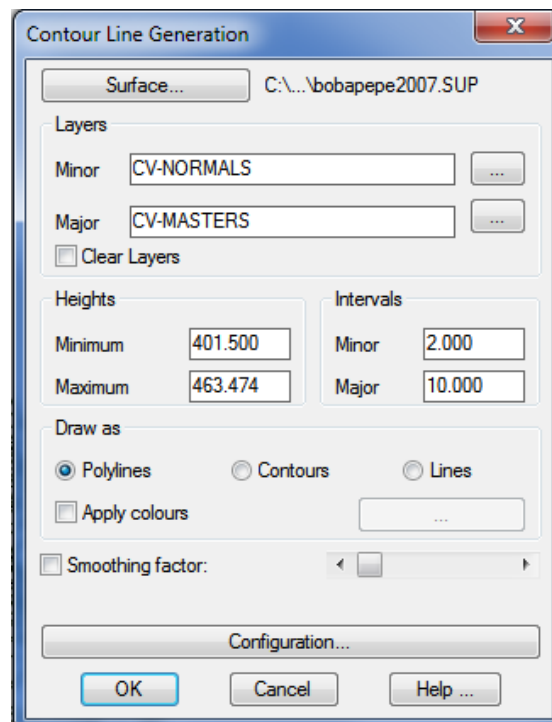 Contour Line Generation
Surface... C:\...\bobapepe2007.SUP
Layers
Minor CV-NORMALS ...
Major CV-MASTERS ...
Clear Layers
Heights
Minimum 401.500
Maximum 463.474
Intervals
Minor 2.000
Major 10.000
Draw as
Polylines Contours Lines
Apply colours ...
Smoothing factor:
Configuration...
OK Cancel Help ...